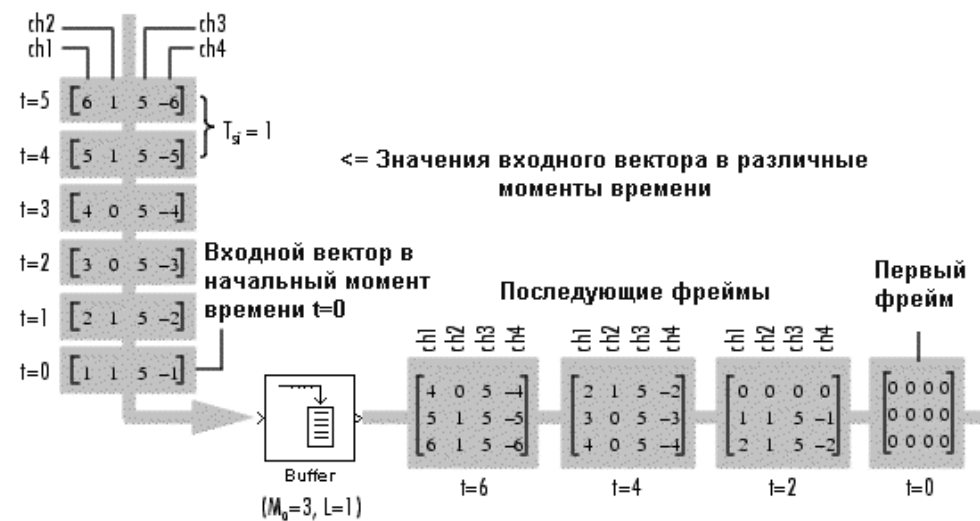 ch2 ch3
ch1 ch4
t=5 [6 1 5 −6]
Tsi = 1
t=4 [5 1 5 −5]
<= Значения входного вектора в различные
моменты времени
t=3 [4 0 5 −4]
t=2 [3 0 5 −3]
Входной вектор в
начальный момент
времени t=0
t=1 [2 1 5 −2]
t=0 [1 1 5 −1]
Последующие фреймы
Первый
фрейм
ch1 ch2 ch3 ch4
4 0 5 −4
5 1 5 −5
6 1 5 −6
t=6
ch1 ch2 ch3 ch4
2 1 5 −2
3 0 5 −3
4 0 5 −4
t=4
ch1 ch2 ch3 ch4
0 0 0 0
1 1 5 −1
2 1 5 −2
t=2
0 0 0 0
0 0 0 0
0 0 0 0
t=0
Buffer
(Mo=3, L=1)